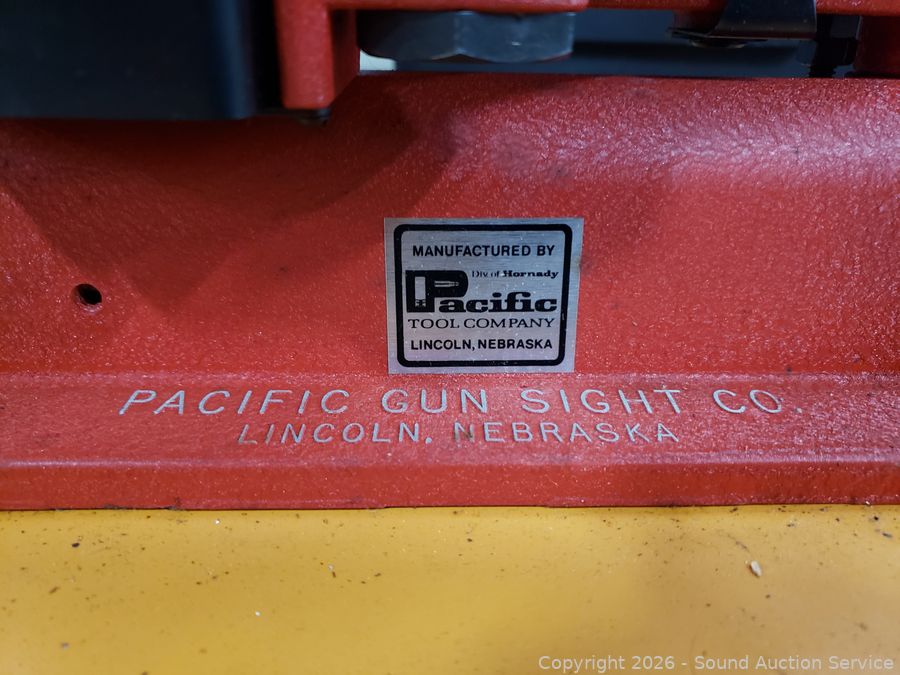 MANUFACTURED BY
Div. of Hornady
Pacific
TOOL COMPANY
LINCOLN, NEBRASKA
PACIFIC GUN SIGHT CO.
LINCOLN, NEBRASKA
Copyright © 2026 - Sound Auction Service